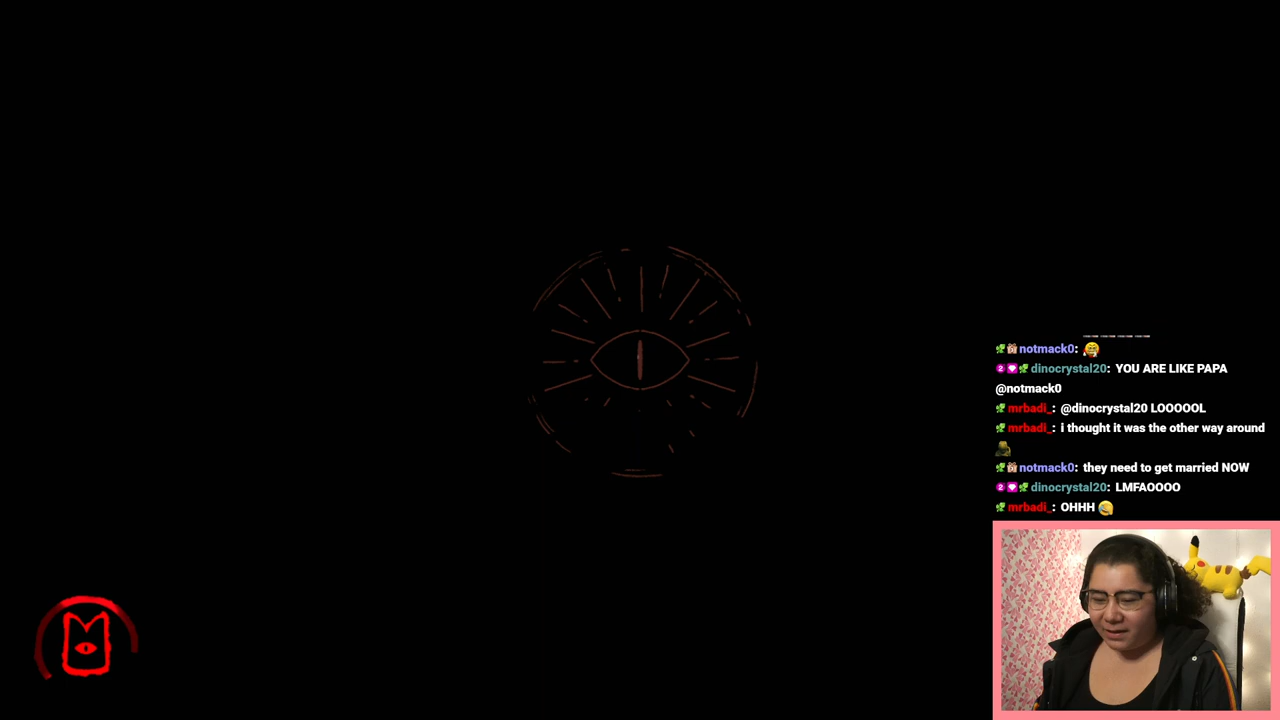 notmack0:
dinocrystal20: YOU ARE LIKE PAPA
@notmack0
mrbadi_: @dinocrystal20 LOOOOOL
mrbadi_: i thought it was the other way around
notmack0: they need to get married NOW
dinocrystal20: LMFAOOOO
mrbadi_: OHHH